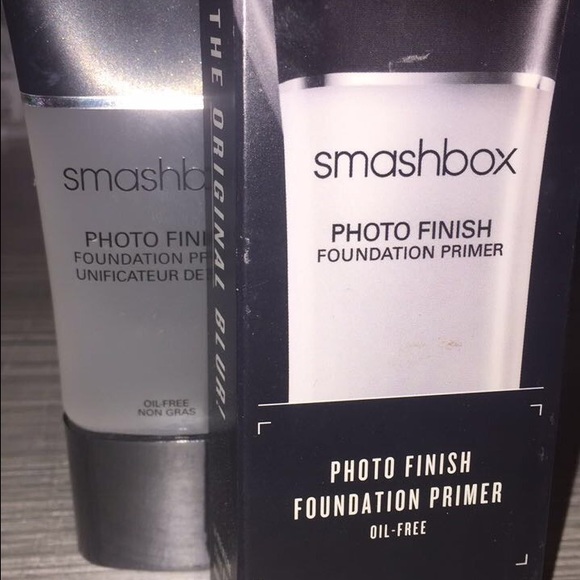 smashb
PHOTO FINI
FOUNDATION PR
UNIFICATEUR DE
OIL-FREE
NON GRAS
THE ORIGINAL BLUR!
smashbox
PHOTO FINISH
FOUNDATION PRIMER
PHOTO FINISH
FOUNDATION PRIMER
OIL-FREE